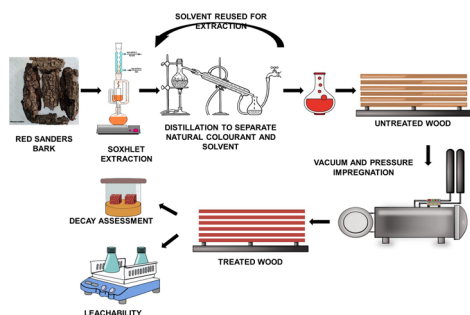 SOLVENT REUSED FOR
EXTRACTION
RED SANDERS
BARK
SOXHLET
EXTRACTION
DISTILLATION TO SEPARATE
NATURAL COLOURANT AND
SOLVENT
UNTREATED WOOD
VACUUM AND PRESSURE
IMPREGNATION
DECAY ASSESSMENT
TREATED WOOD
LEACHABILITY